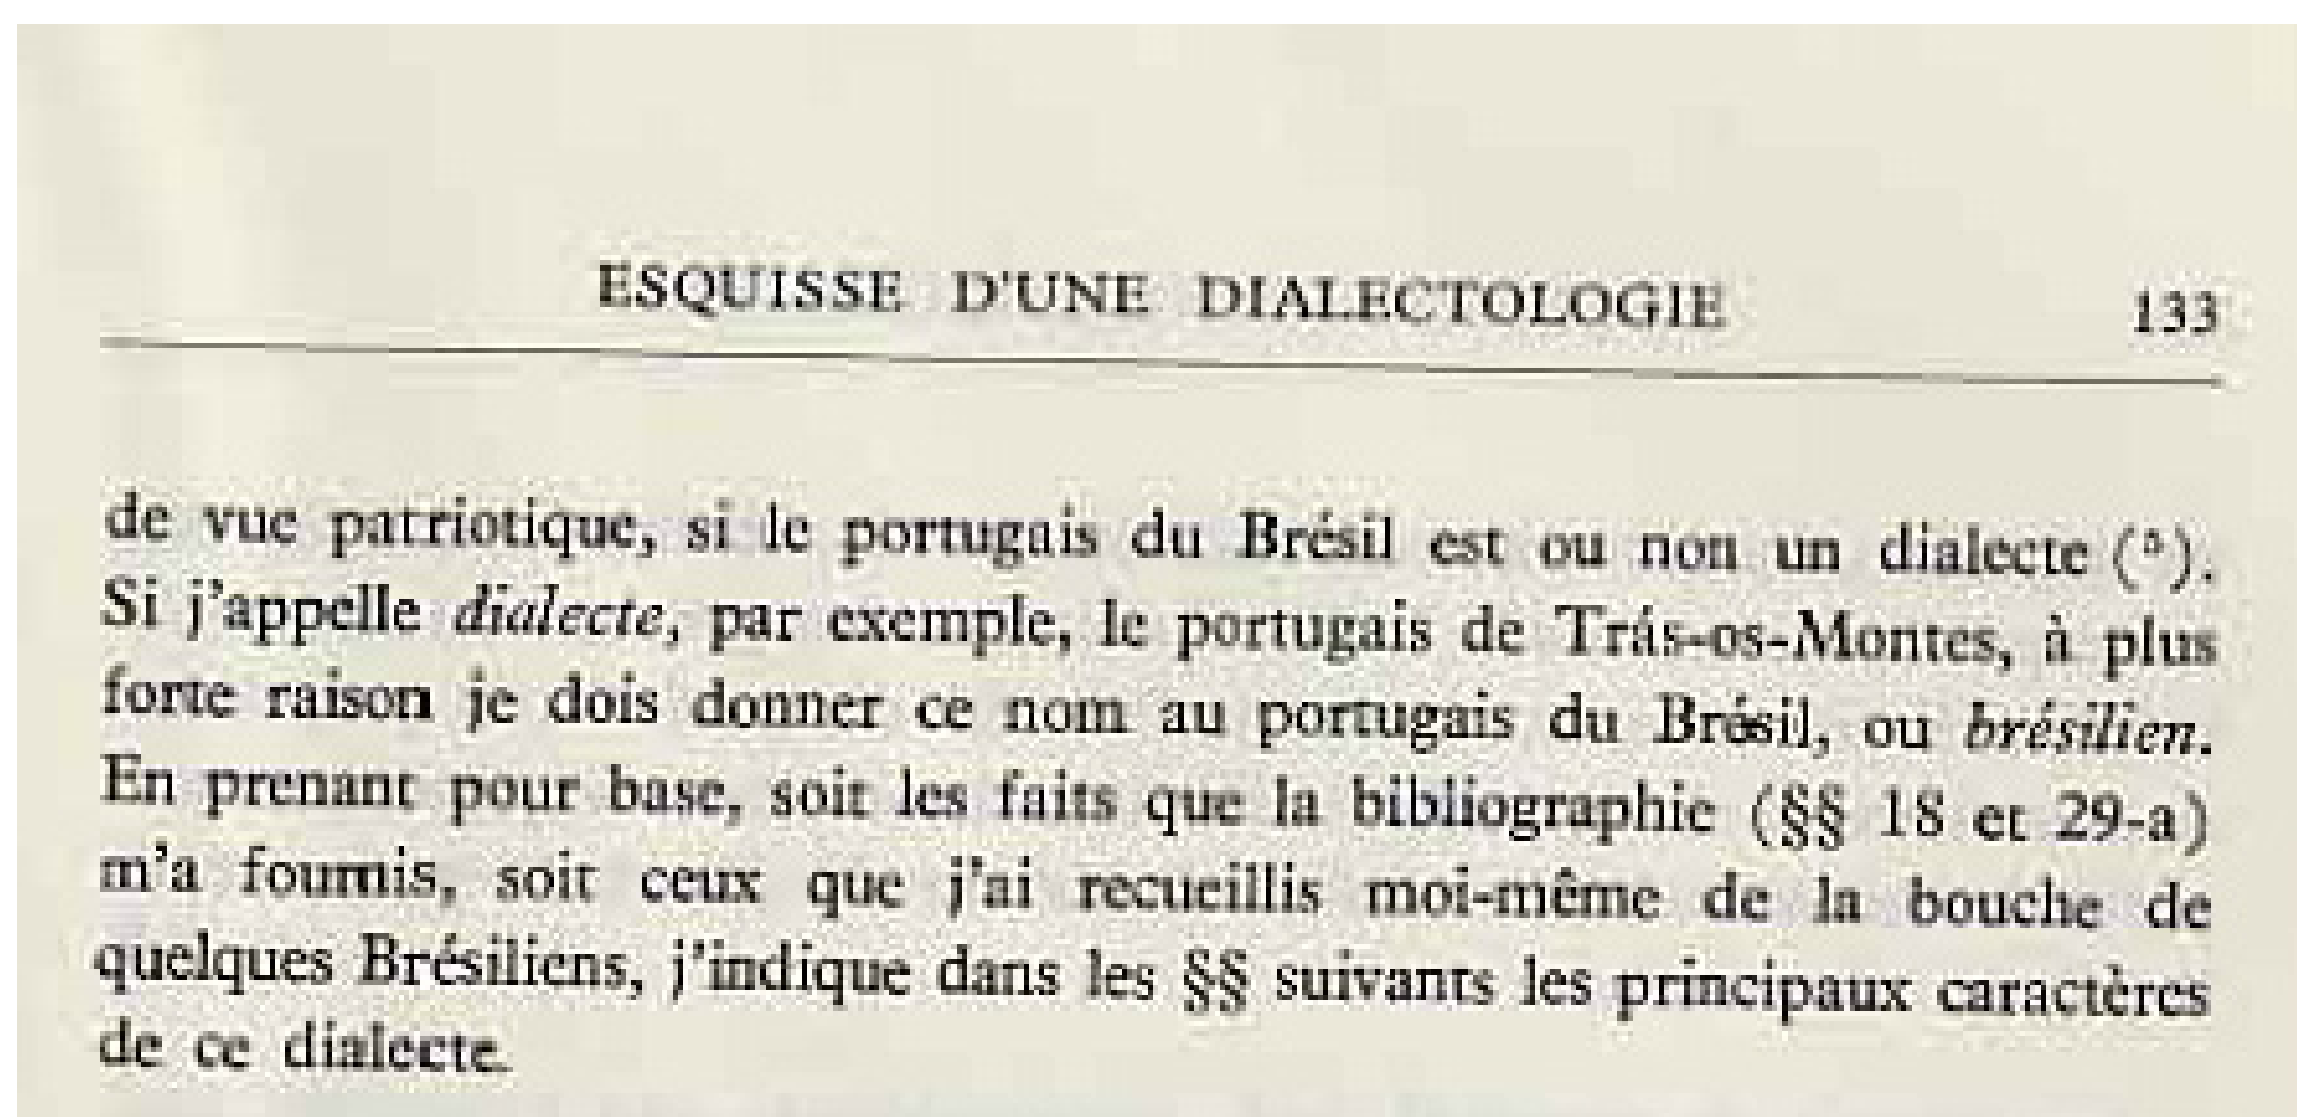 ESQUISSE D'UNE DIALECTOLOGIE 133
de vue patriotique, si le portugais du Brésil est ou non un dialecte (²).
Si j'appelle dialecte, par exemple, le portugais de Trás-os-Montes, à plus
forte raison je dois donner ce nom au portugais du Brésil, ou brésilien.
En prenant pour base, soit les faits que la bibliographie (§§ 18 et 29-a)
m'a fournis, soit ceux que j'ai recueillis moi-même de la bouche de
quelques Brésiliens, j'indique dans les §§ suivants les principaux caractères
de ce dialecte.